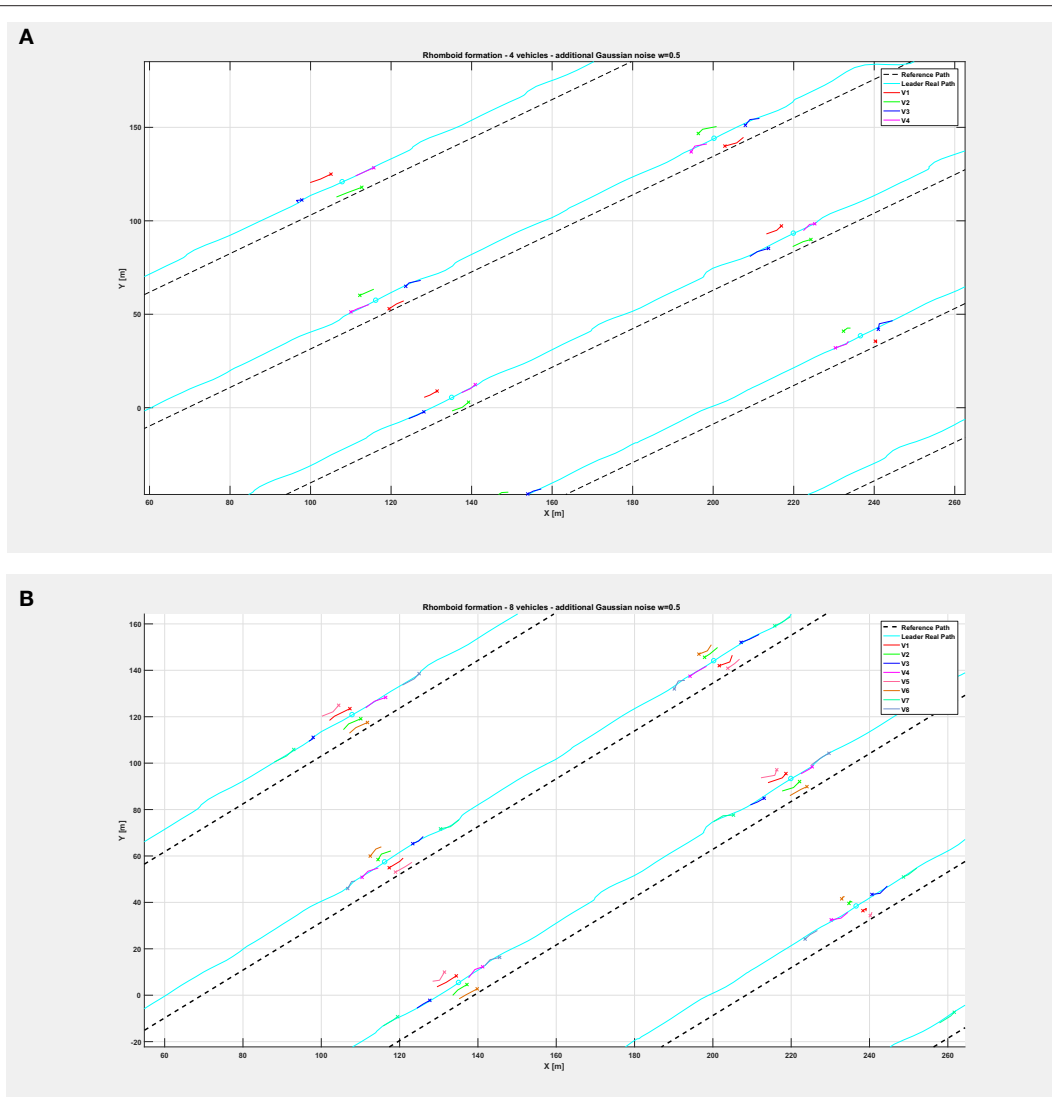 A
Rhomboid formation - 4 vehicles - additional Gaussian noise w=0.5
Reference Path
Leader Real Path
V1
V2
V3
V4
150
100
50
0
Y [m]
60 80 100 120 140 160 180 200 220 240 260
X [m]
B
Rhomboid formation - 8 vehicles - additional Gaussian noise w=0.5
Reference Path
Leader Real Path
V1
V2
V3
V4
V5
V6
V7
V8
160
140
120
100
80
60
40
20
0
-20
Y [m]
60 80 100 120 140 160 180 200 220 240 260
X [m]